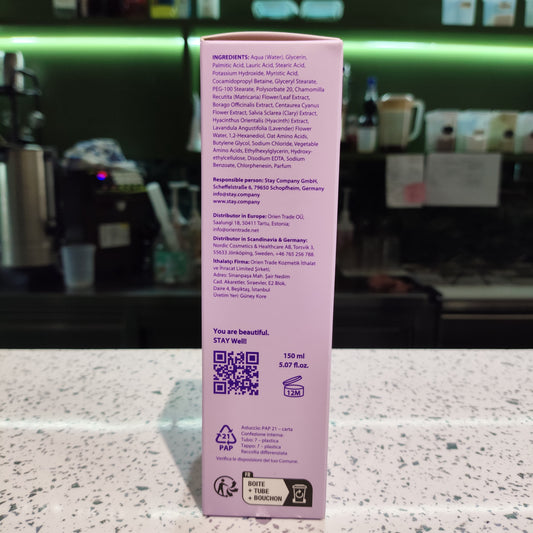 INGREDIENTS: Aqua (Water), Glycerin,
Palmitic Acid, Lauric Acid, Stearic Acid,
Potassium Hydroxide, Myristic Acid,
Cocamidopropyl Betaine, Glyceryl Stearate,
PEG-100 Stearate, Polysorbate 20, Chamomilla
Recutita (Matricaria) Flower/Leaf Extract,
Borago Officinalis Extract, Centaurea Cyanus
Flower Extract, Salvia Sclarea (Clary) Extract,
Hyacinthus Orientalis (Hyacinth) Extract,
Lavandula Angustifolia (Lavender) Flower
Water, 1,2-Hexanediol, Oat Amino Acids,
Butylene Glycol, Sodium Chloride, Vegetable
Amino Acids, Ethylhexylglycerin, Hydroxy-
ethylcellulose, Disodium EDTA, Sodium
Benzoate, Chlorphenesin, Parfum
Responsible person: Stay Company GmbH,
Scheffelstraße 6, 79650 Schopfheim, Germany
info@stay.company
www.stay.company
Distributor in Europe: Orien Trade OÜ,
Saalungi 18, 50411 Tartu, Estonia;
info@orientrade.net
Distributor in Scandinavia & Germany:
Nordic Cosmetics & Healthcare AB, Torsvik 3,
55633 Jönköping, Sweden, +46 765 256 788
İthalatçı Firma: Orien Trade Kozmetik İthalat
ve İhracat Limited Şirketi,
Adres: Sinanpaşa Mah. Şair Nedim
Cad. Akaretler, Sıraevler, E2 Blok,
Daire 4, Beşiktaş, İstanbul
Üretim Yeri: Güney Kore
You are beautiful.
STAY Well!
150 ml
5.07 fl.oz.
12M
21
PAP
Astuccio: PAP 21 – carta
Confezione interna:
Tubo: 7 – plastica
Tappo: 7 – plastica
Raccolta differenziata
Verifica le disposizioni del tuo Comune.
FR
BOITE
+ TUBE
+ BOUCHON